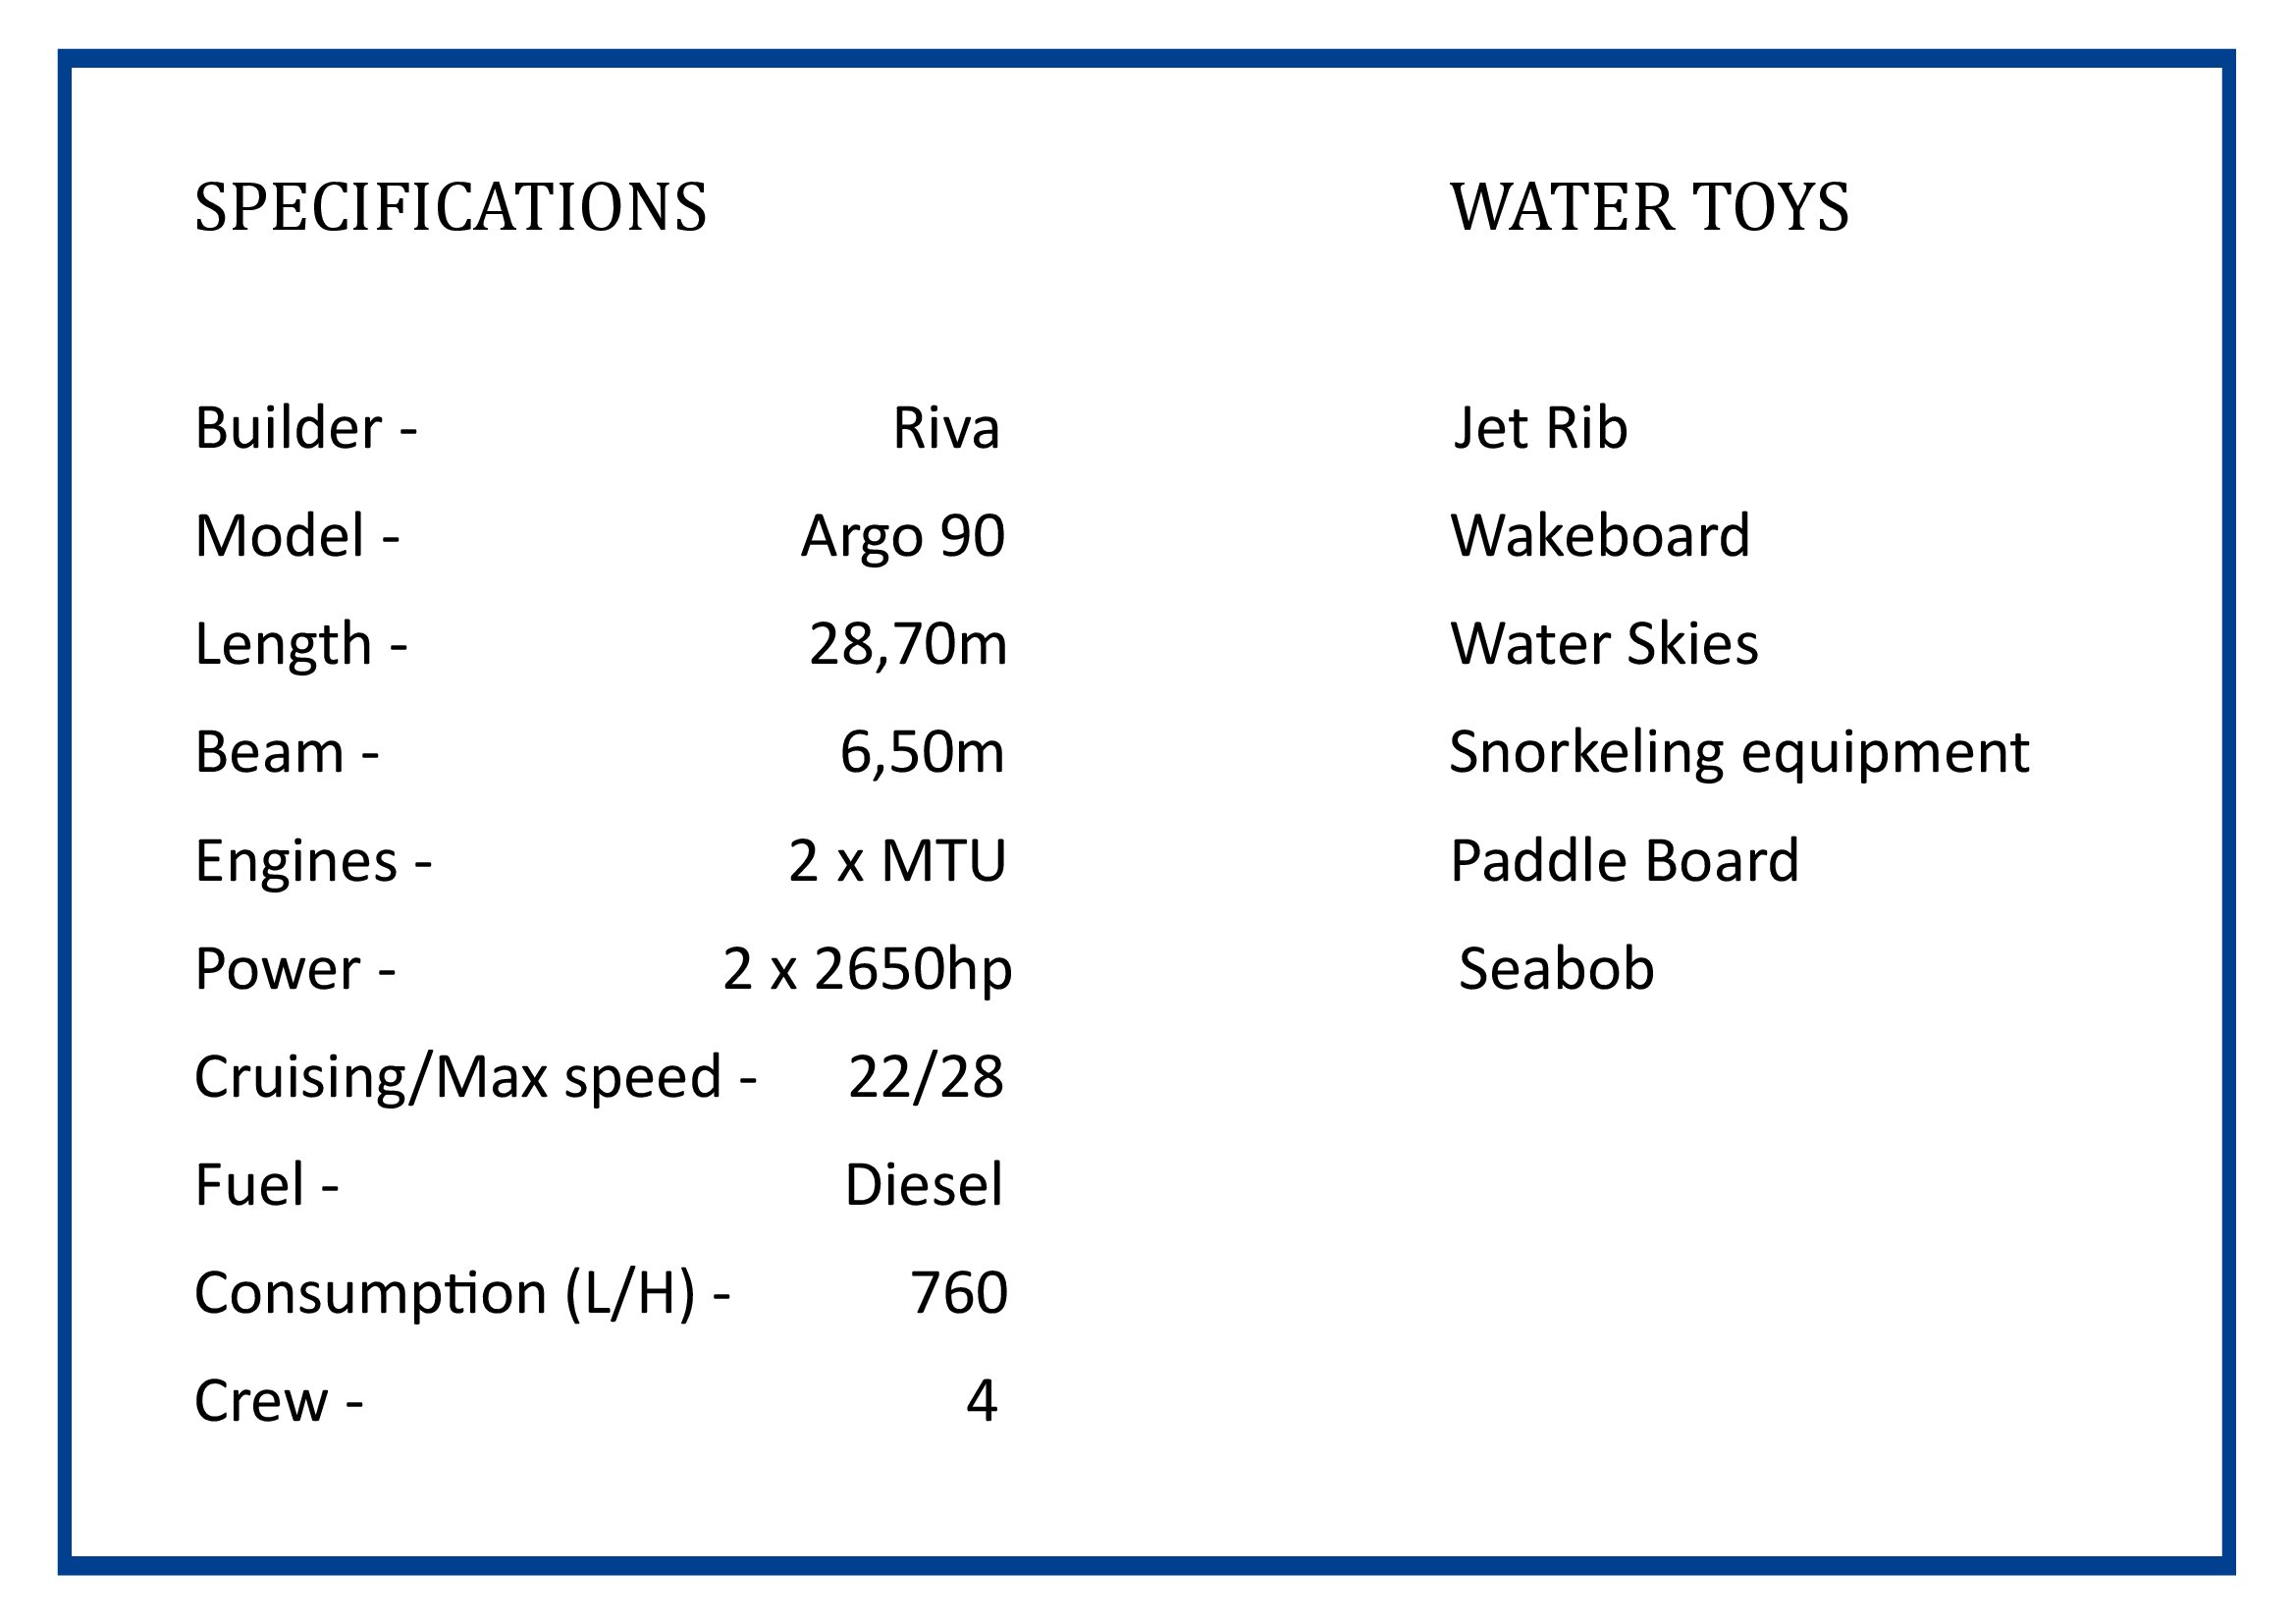 SPECIFICATIONS
Builder - Riva
Model - Argo 90
Length - 28,70m
Beam - 6,50m
Engines - 2 x MTU
Power - 2 x 2650hp
Cruising/Max speed - 22/28
Fuel - Diesel
Consumption (L/H) - 760
Crew - 4
WATER TOYS
Jet Rib
Wakeboard
Water Skies
Snorkeling equipment
Paddle Board
Seabob